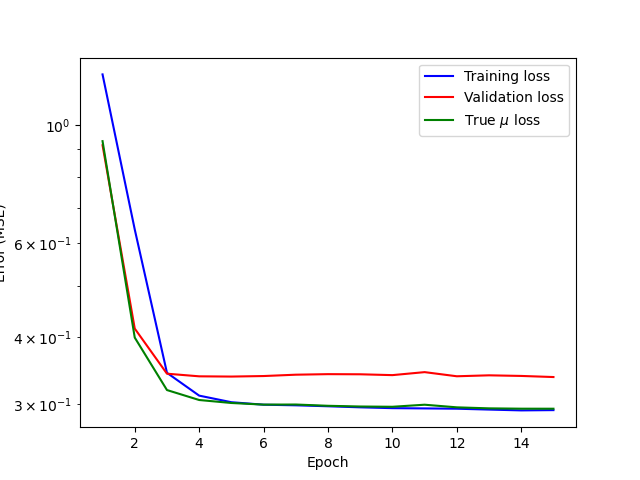 Training loss
Validation loss
True μ loss
10⁰
6 × 10⁻¹
4 × 10⁻¹
3 × 10⁻¹
Error (MSE)
2 4 6 8 10 12 14
Epoch